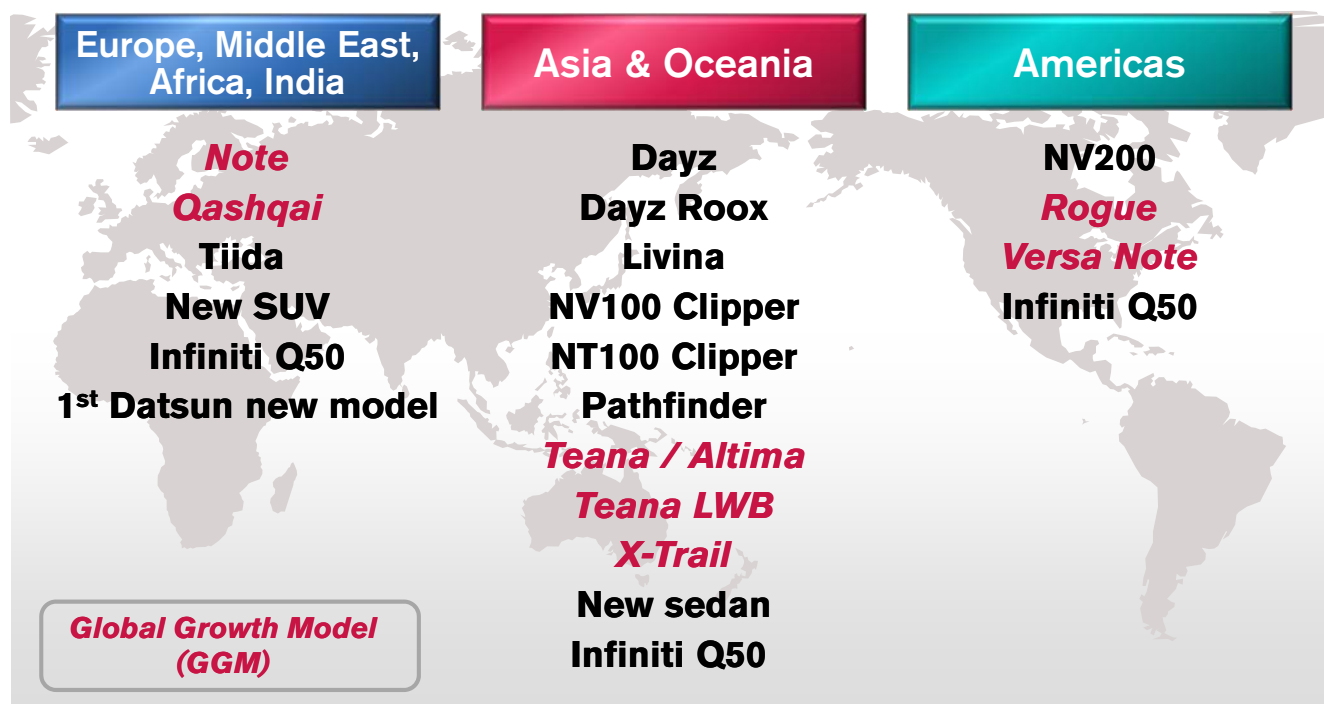 Europe, Middle East,
Africa, India
Note
Qashqai
Tiida
New SUV
Infiniti Q50
1st Datsun new model
Asia & Oceania
Dayz
Dayz Roox
Livina
NV100 Clipper
NT100 Clipper
Pathfinder
Teana / Altima
Teana LWB
X-Trail
New sedan
Infiniti Q50
Americas
NV200
Rogue
Versa Note
Infiniti Q50
Global Growth Model
(GGM)